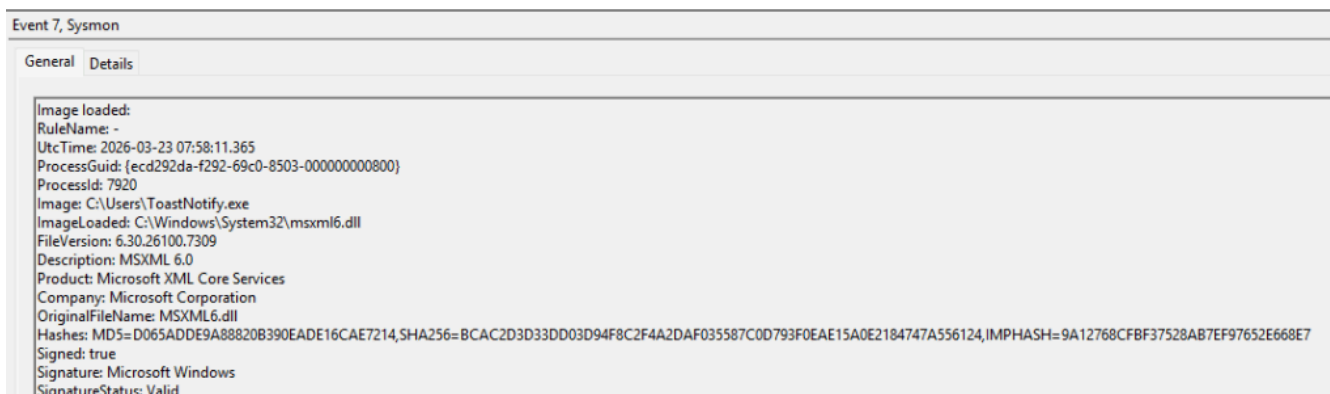 Event 7, Sysmon
General Details
Image loaded:
RuleName: -
UtcTime: 2026-03-23 07:58:11.365
ProcessGuid: {ecd292da-f292-69c0-8503-000000000800}
ProcessId: 7920
Image: C:\Users\ToastNotify.exe
ImageLoaded: C:\Windows\System32\msxml6.dll
FileVersion: 6.30.26100.7309
Description: MSXML 6.0
Product: Microsoft XML Core Services
Company: Microsoft Corporation
OriginalFileName: MSXML6.dll
Hashes: MD5=D065ADDE9A88820B390EADE16CAE7214,SHA256=BCAC2D3D33DD03D94F8C2F4A2DAF035587C0D793F0EAE15A0E2184747A556124,IMPHASH=9A12768CFBF37528AB7EF97652E668E7
Signed: true
Signature: Microsoft Windows
SignatureStatus: Valid